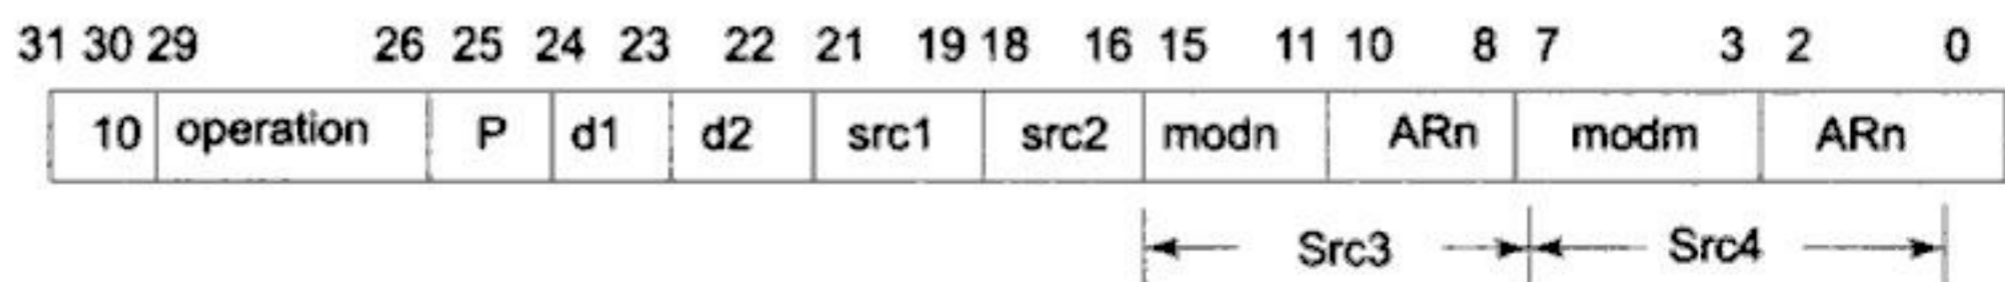 31 30 29 26 25 24 23 22 21 19 18 16 15 11 10 8 7 3 2 0
10 operation P d1 d2 src1 src2 modn ARn modm ARn
Src3 Src4